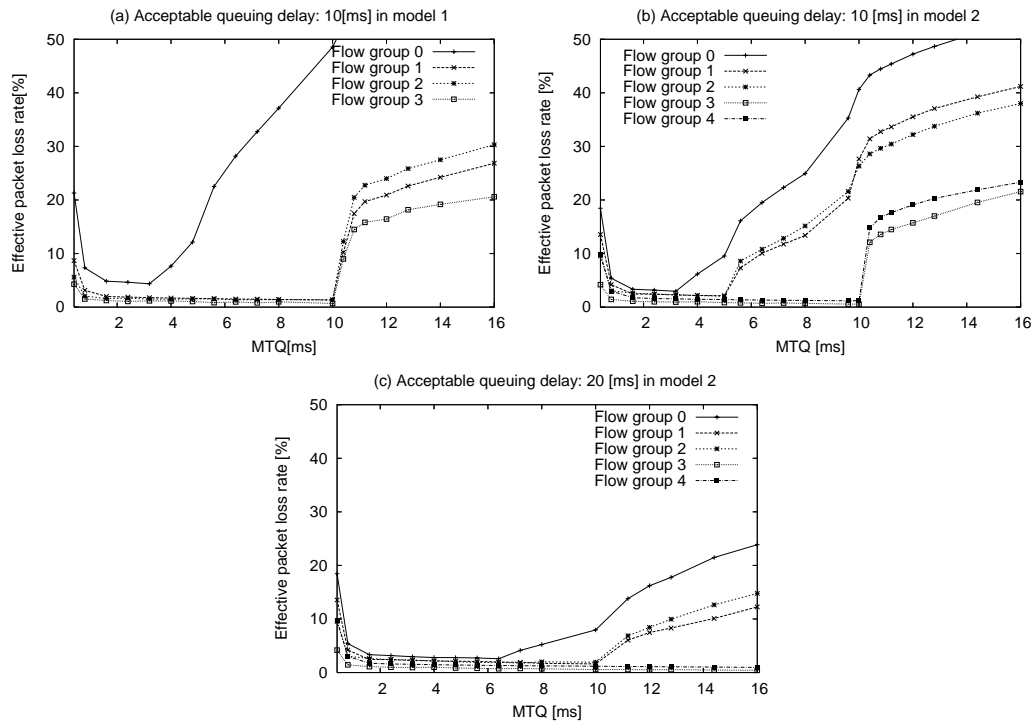 (a) Acceptable queuing delay: 10[ms] in model 1
Effective packet loss rate[%]
50
40
30
20
10
0
2
4
6
8
10
12
14
16
MTQ[ms]
Flow group 0
Flow group 1
Flow group 2
Flow group 3
(b) Acceptable queuing delay: 10 [ms] in model 2
Effective packet loss rate [%]
50
40
30
20
10
0
2
4
6
8
10
12
14
16
MTQ [ms]
Flow group 0
Flow group 1
Flow group 2
Flow group 3
Flow group 4
(c) Acceptable queuing delay: 20 [ms] in model 2
Effective packet loss rate [%]
50
40
30
20
10
0
2
4
6
8
10
12
14
16
MTQ [ms]
Flow group 0
Flow group 1
Flow group 2
Flow group 3
Flow group 4